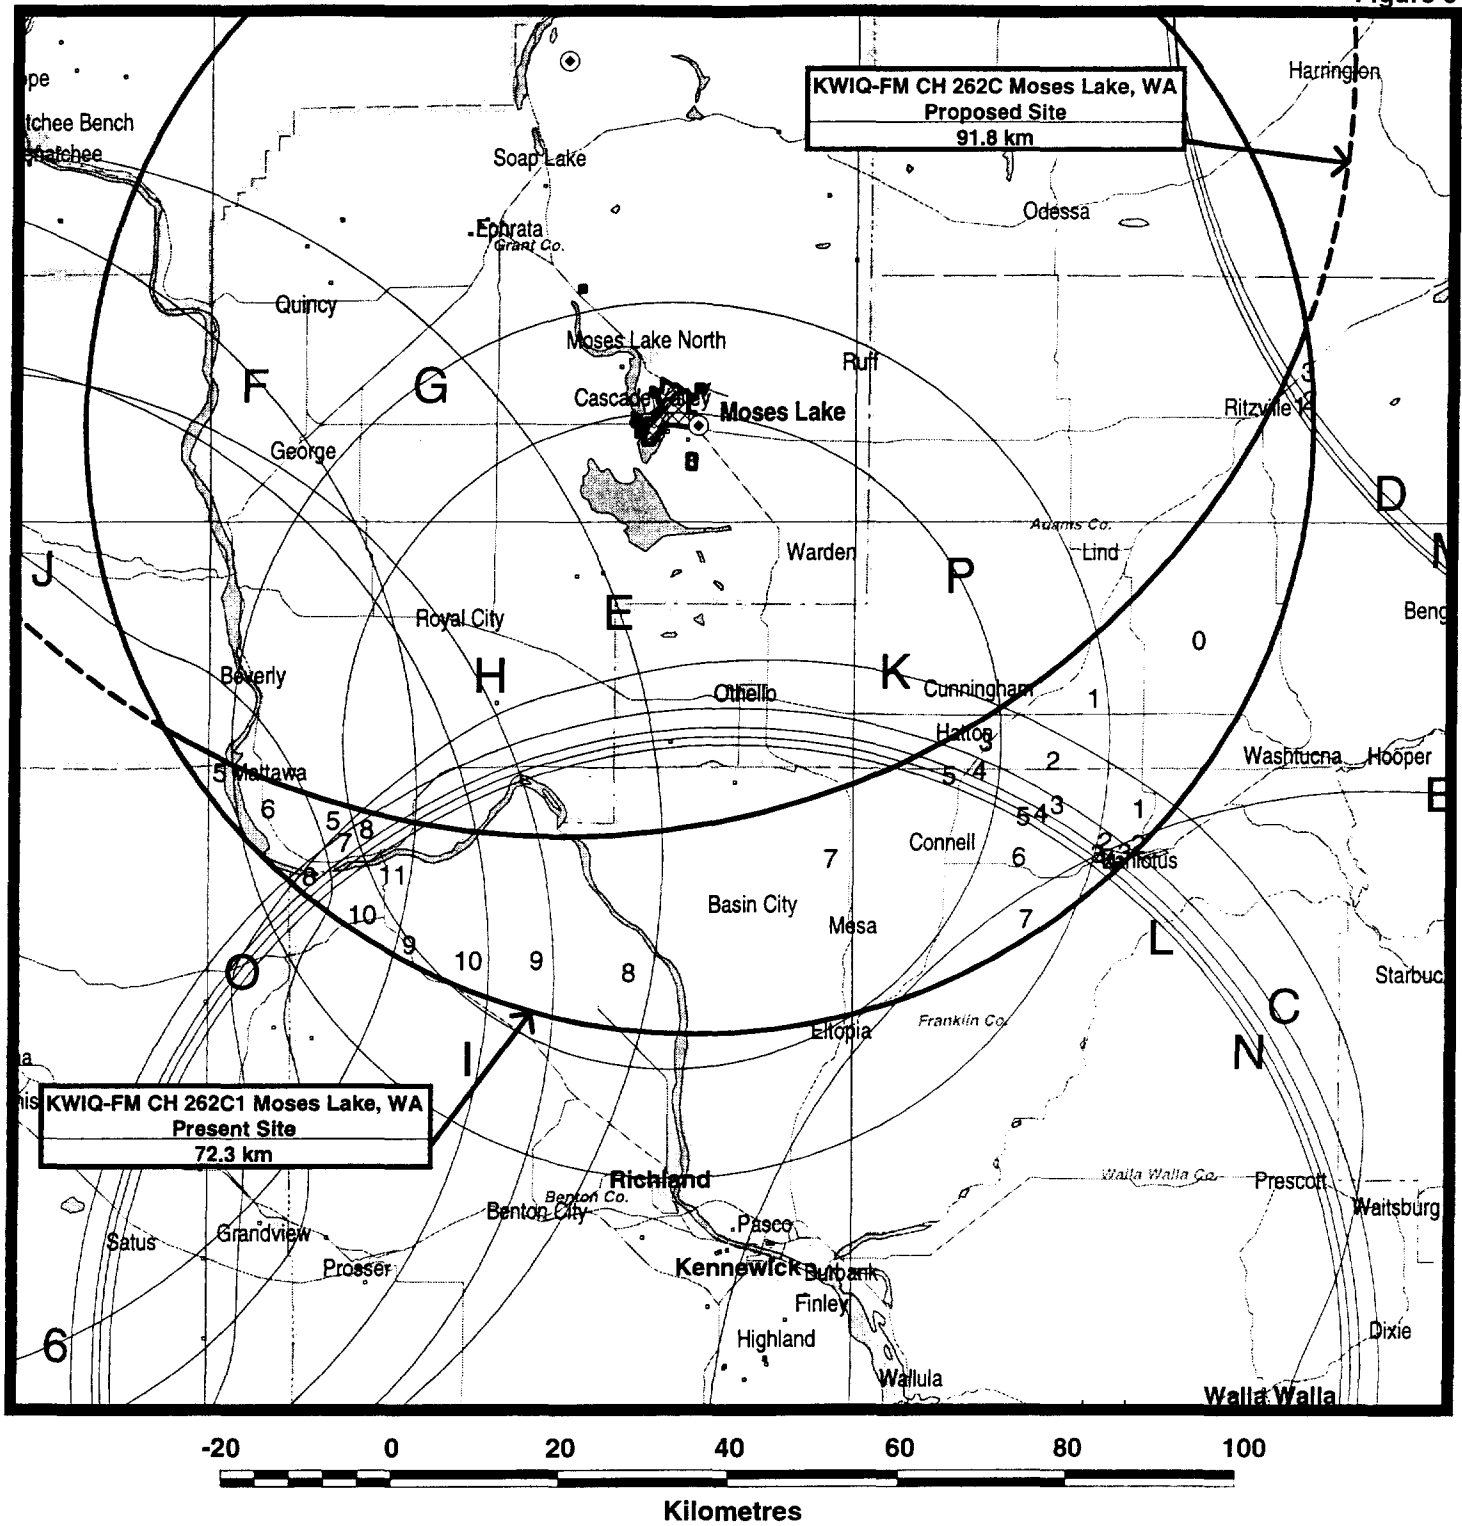 KWIQ-FM CH 262C Moses Lake, WA
Proposed Site
91.8 km
Harrington
Soap Lake
Odessa
Ephrata
Grant Co.
Quincy
Moses Lake North
Ruff
3
F
G
Cascade Valley
Moses Lake
Ritzville
George
D
Adams Co.
Lind
Warden
J
P
E
Royal City
0
H
K
Beverly
Othello
Cunningham
1
Hatton
3
2
Washtucna
Hooper
5
Mattawa
5
4
6
5
8
7
5
4
3
1
Connell
7
6
2
8
11
Basin City
10
Mesa
7
9
L
O
10
9
8
Starbuc
C
Eltopia
Franklin Co.
N
I
KWIQ-FM CH 262C1 Moses Lake, WA
Present Site
72.3 km
Richland
Walla Walla Co.
Prescott
Benton Co.
Benton City
Waitsburg
Pasco
Satus
Grandview
Prosser
Kennewick
Burbank
Finley
6
Highland
Dixie
Wallula
Walla Walla
-20 0 20 40 60 80 100
Kilometres